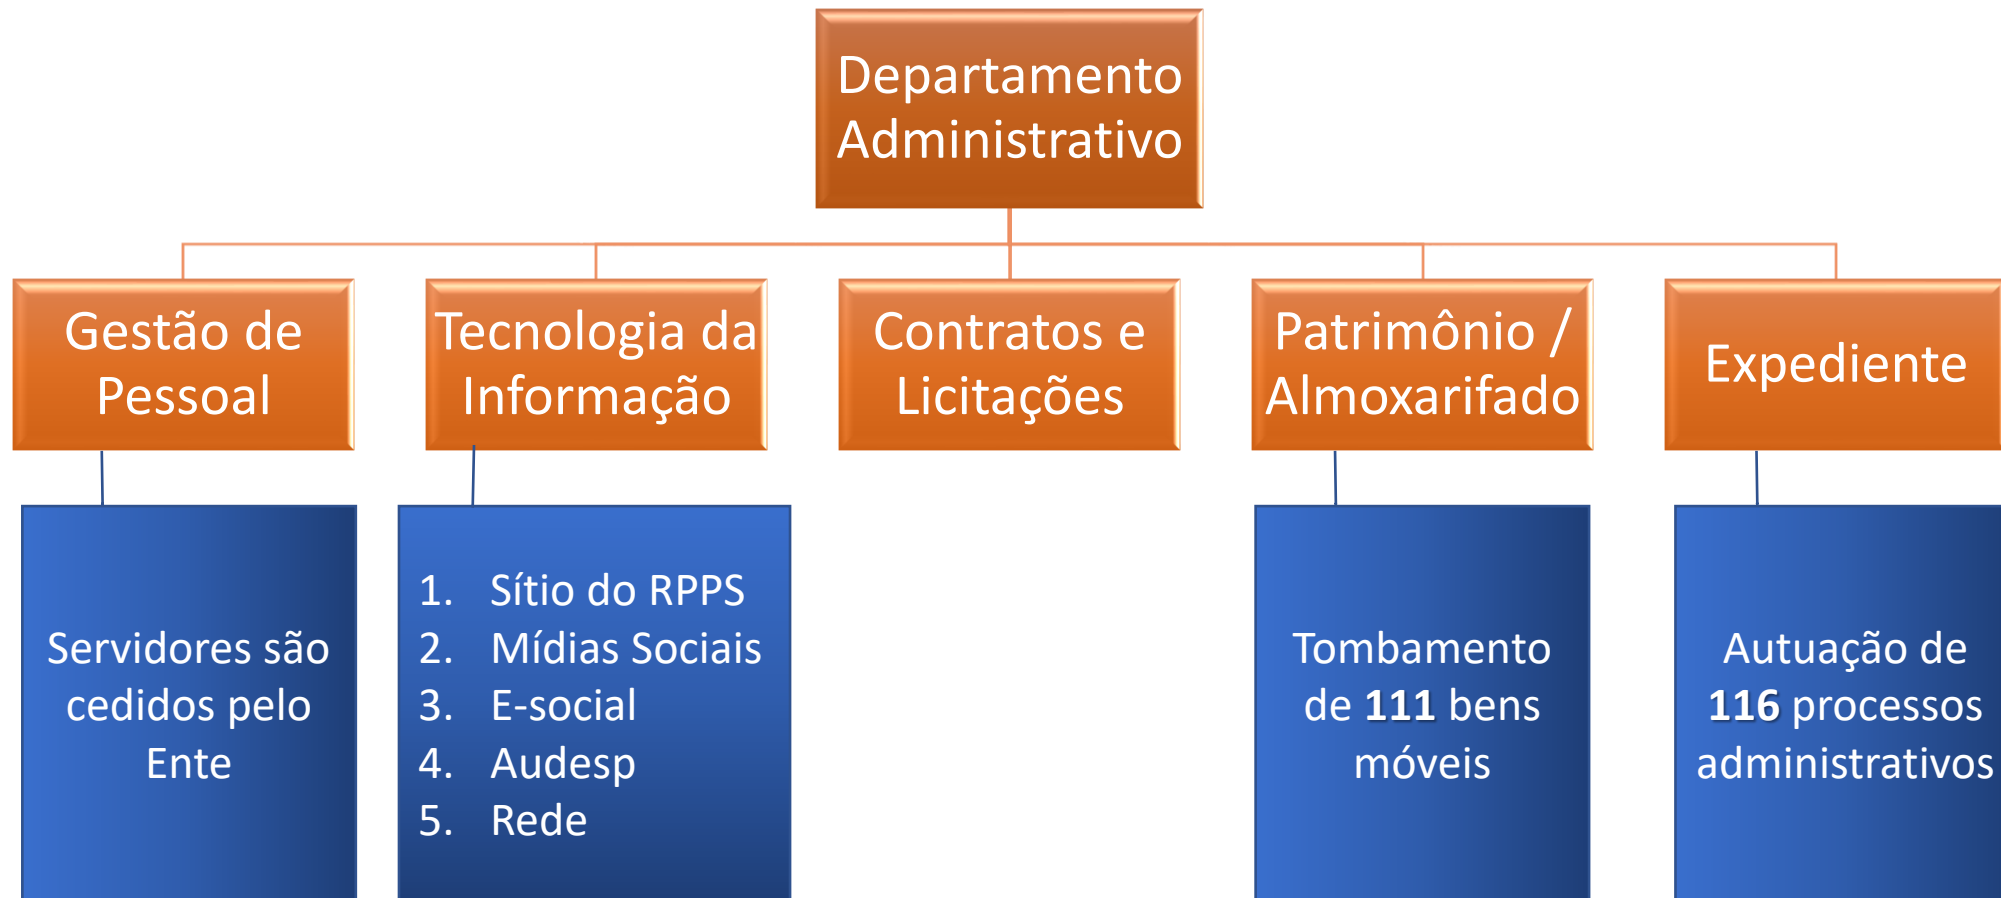 Departamento
Administrativo
Gestão de
Pessoal
Tecnologia da
Informação
Contratos e
Licitações
Patrimônio /
Almoxarifado
Expediente
Servidores são
cedidos pelo
Ente
1. Sítio do RPPS
2. Mídias Sociais
3. E-social
4. Audesp
5. Rede
Tombamento
de 111 bens
móveis
Autuação de
116 processos
administrativos